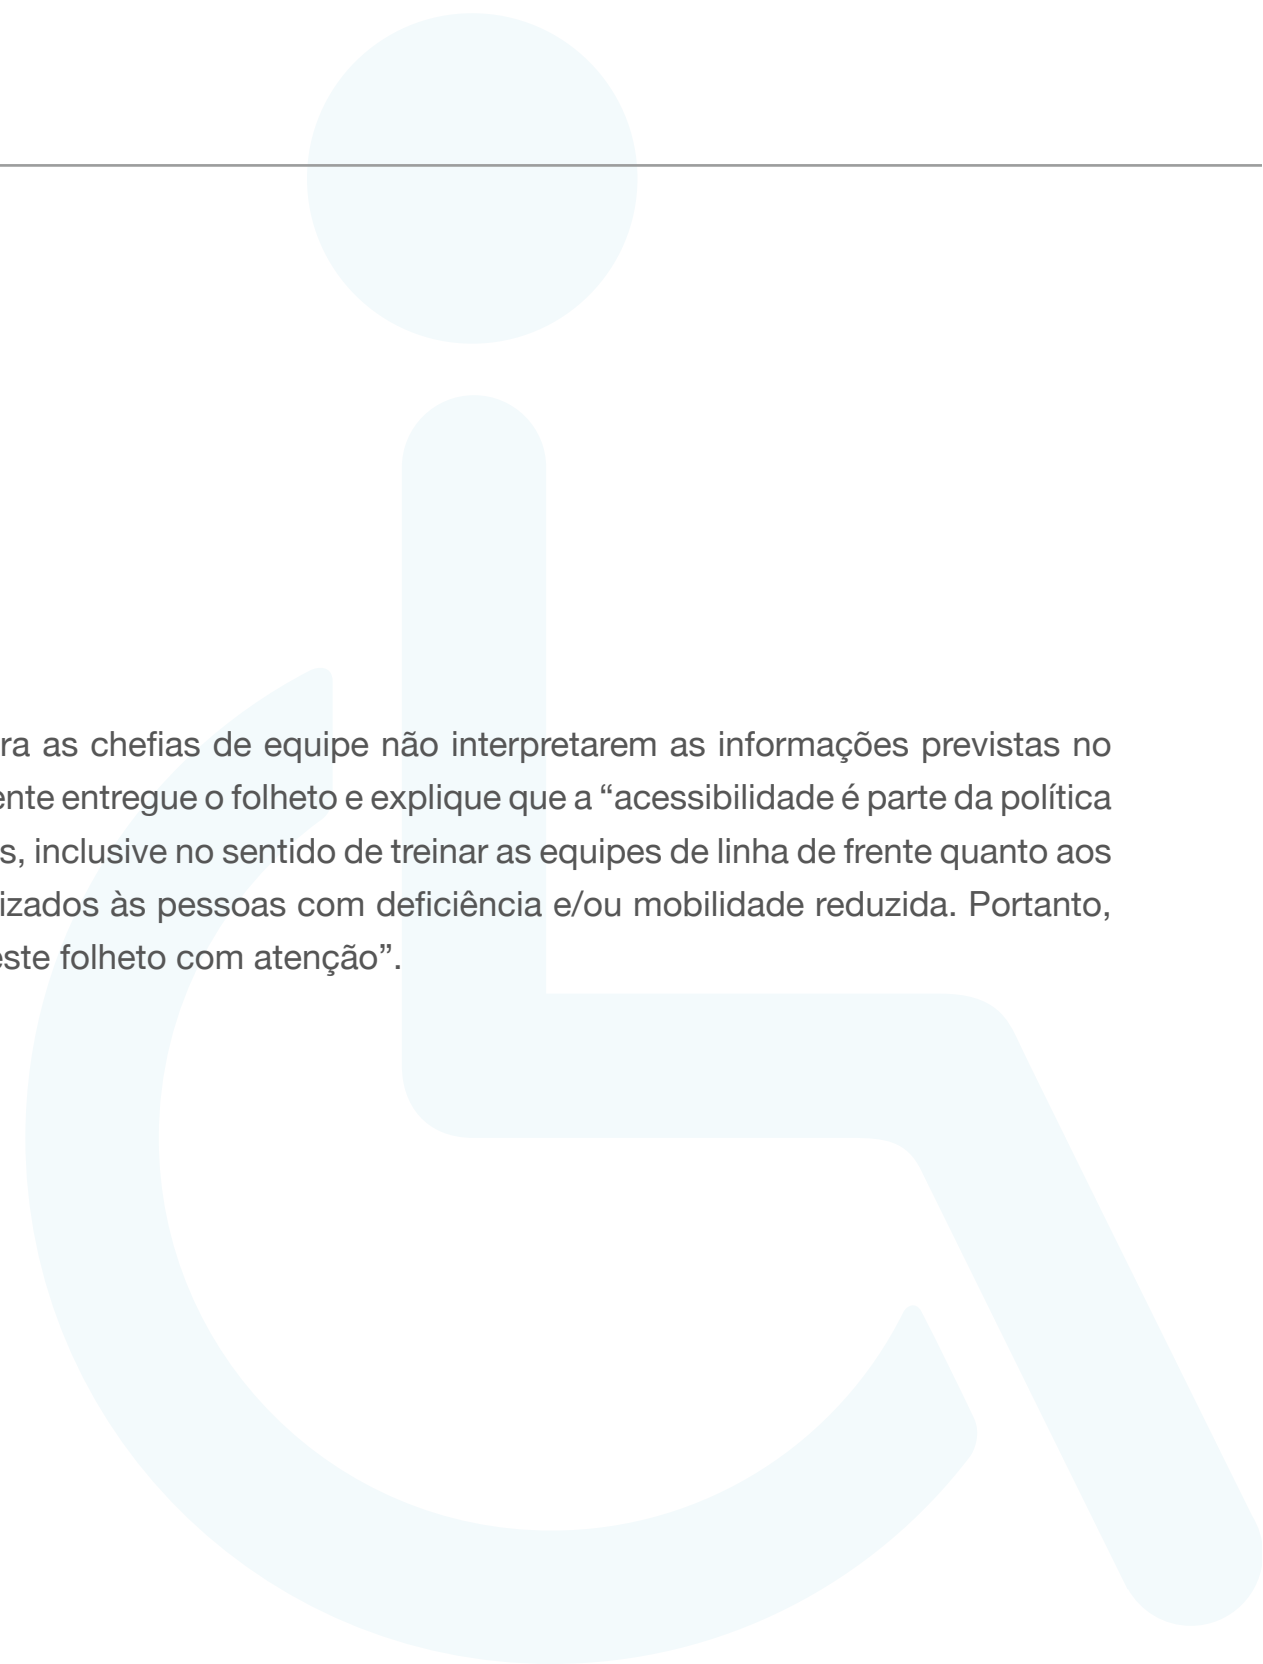 ra as chefias de equipe não interpretarem as informações previstas no
ente entregue o folheto e explique que a “acessibilidade é parte da política
s, inclusive no sentido de treinar as equipes de linha de frente quanto aos
izados às pessoas com deficiência e/ou mobilidade reduzida. Portanto,
este folheto com atenção”.